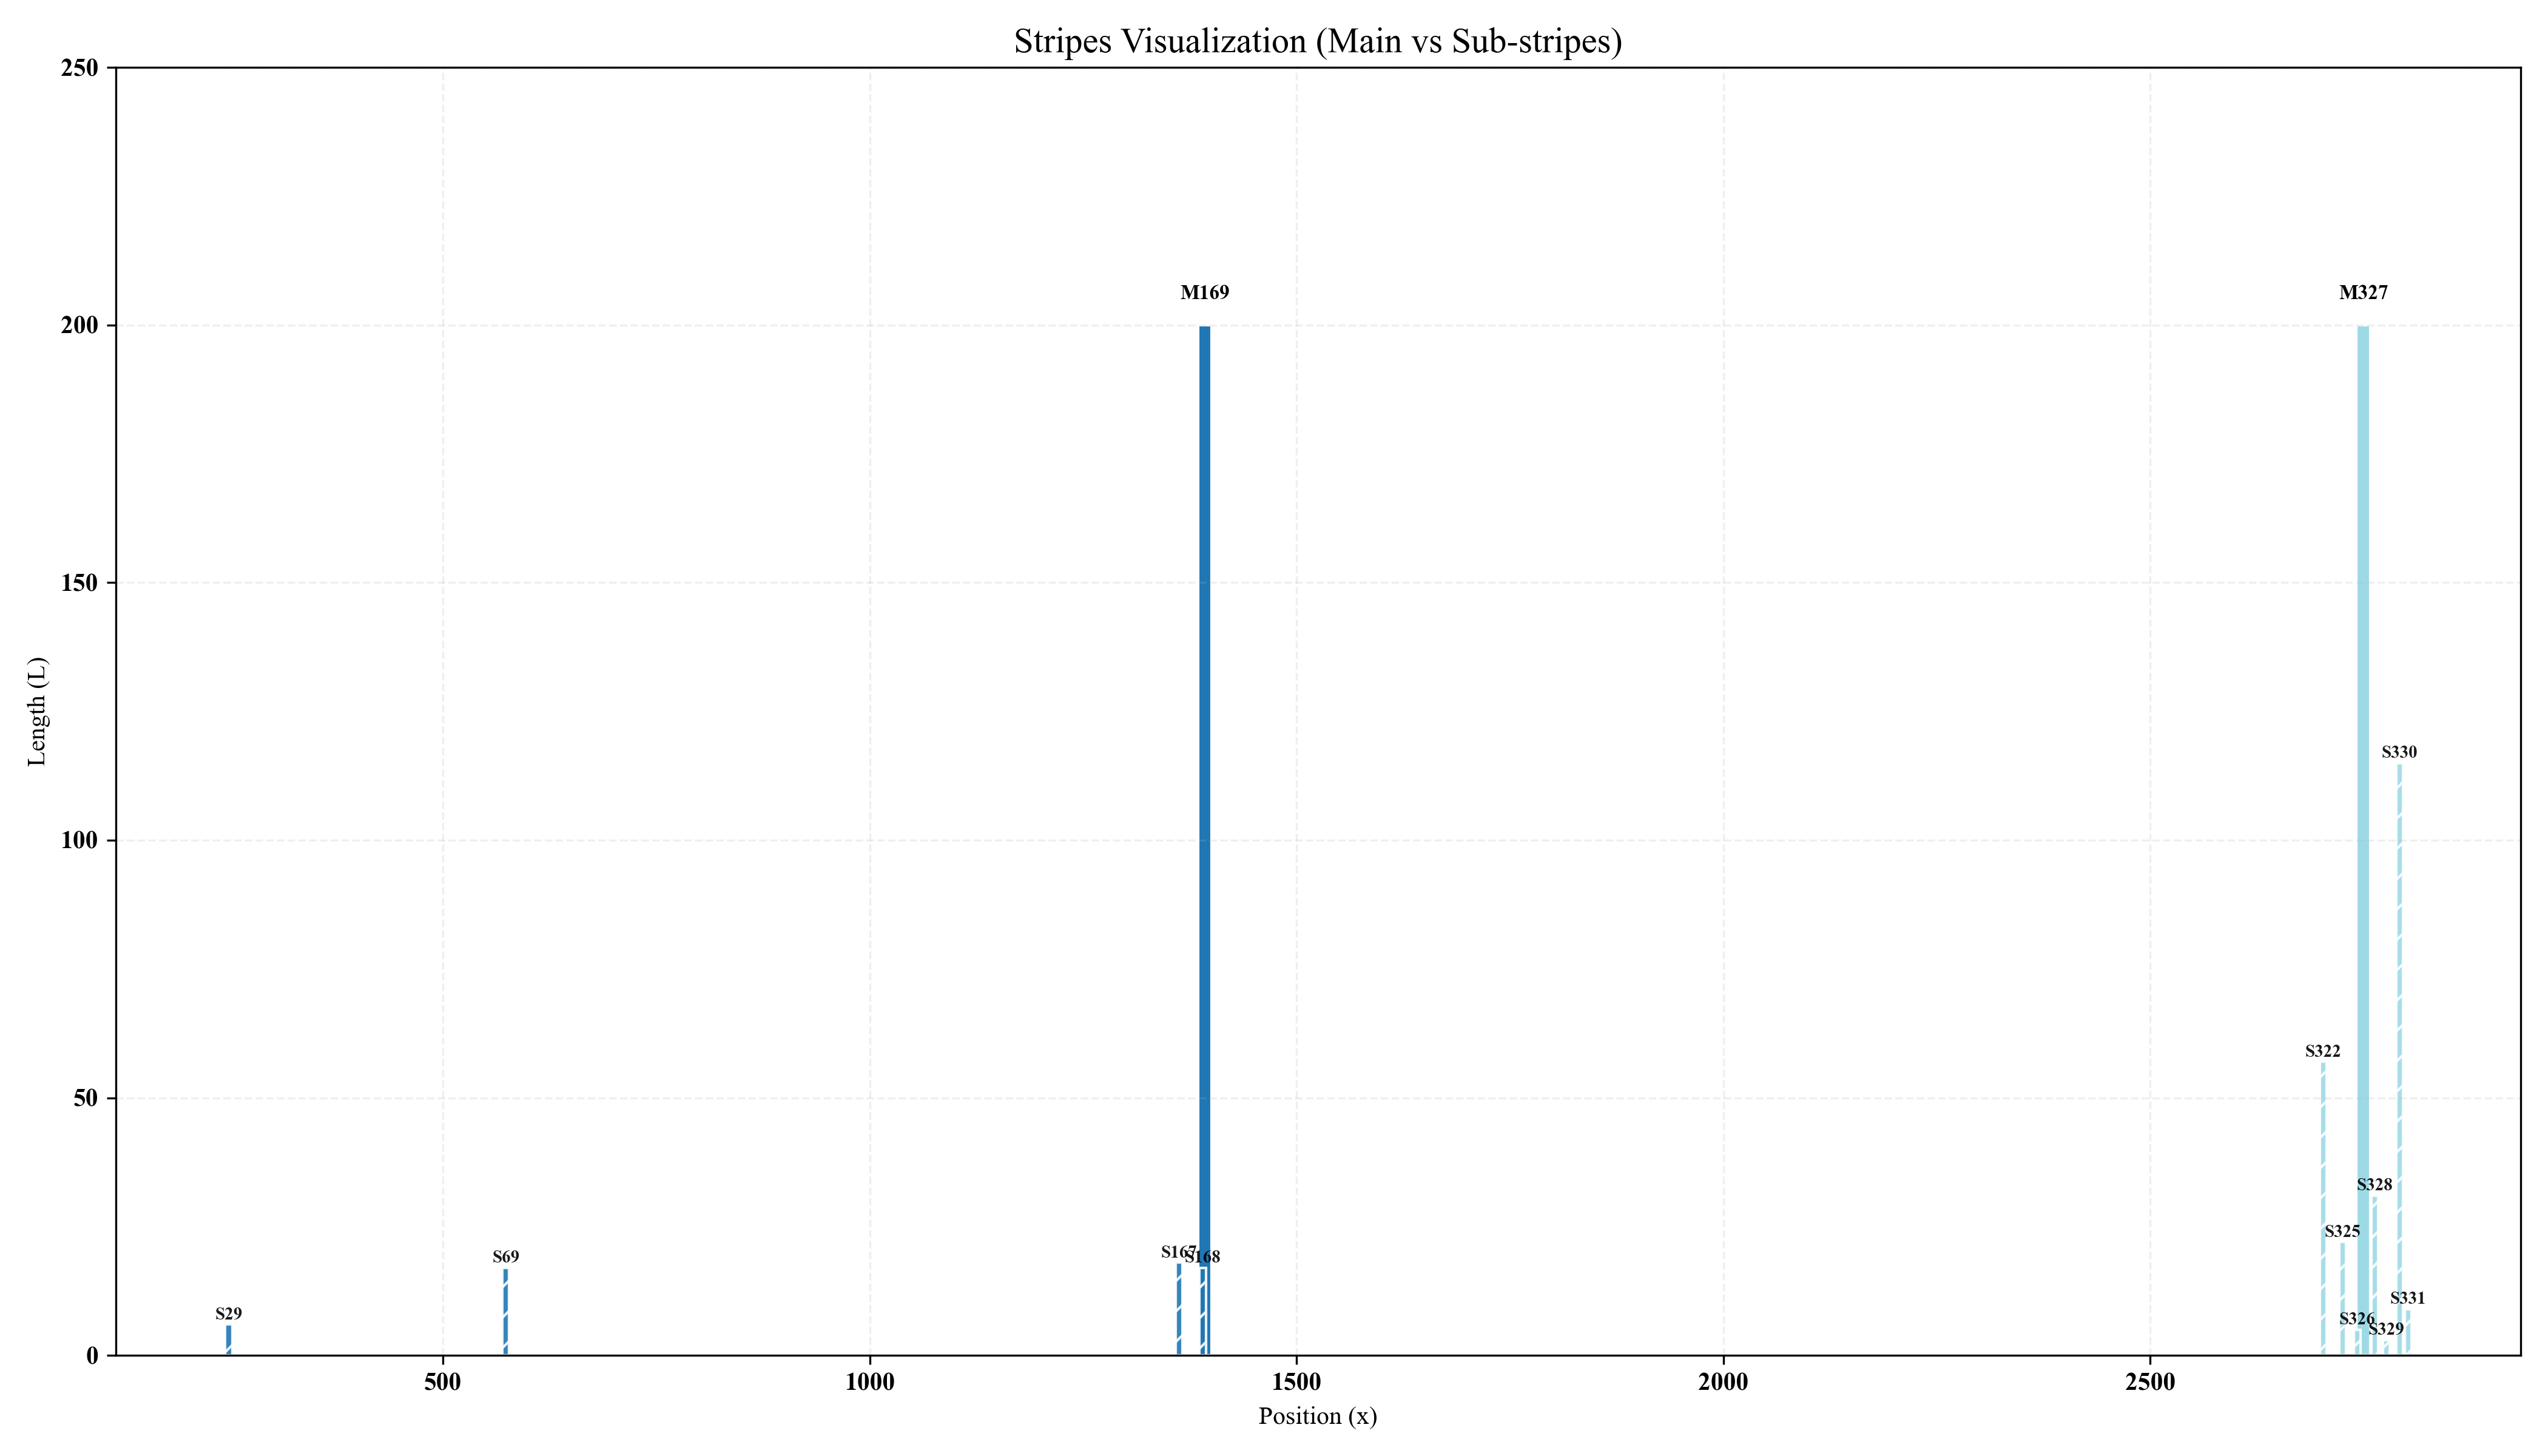 Stripes Visualization (Main vs Sub-stripes)
250
200
150
100
50
0
Length (L)
M169
M327
S330
S322
S328
S325
S167
S168
S69
S29
S331
S326
S329
500
1000
1500
2000
2500
Position (x)